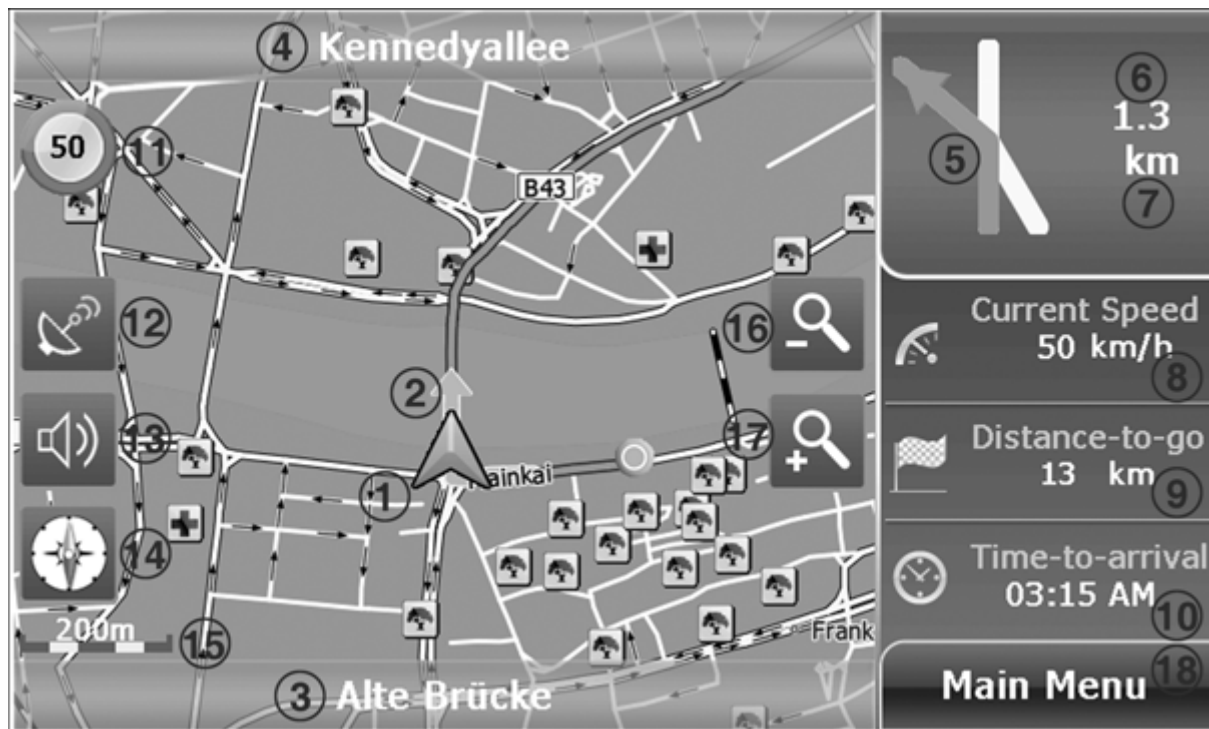 4 Kennedyallee
50
11
B43
5
6
1.3
km
7
12
2
16
Current Speed
50 km/h
8
13
1
ainkai
17
Distance-to-go
13 km
9
14
Time-to-arrival
03:15 AM
10
200m
15
Frank
3 Alte Brücke
Main Menu
18